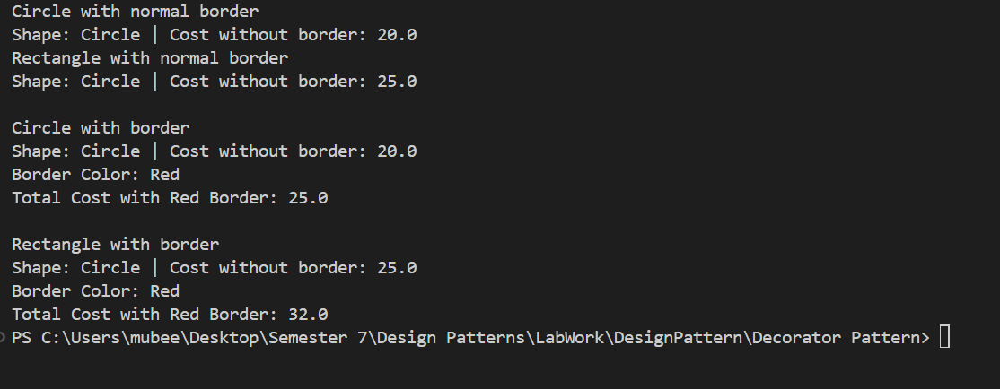 Circle with normal border
Shape: Circle | Cost without border: 20.0
Rectangle with normal border
Shape: Circle | Cost without border: 25.0
Circle with border
Shape: Circle | Cost without border: 20.0
Border Color: Red
Total Cost with Red Border: 25.0
Rectangle with border
Shape: Circle | Cost without border: 25.0
Border Color: Red
Total Cost with Red Border: 32.0
PS C:\Users\mubee\Desktop\Semester 7\Design Patterns\LabWork\DesignPattern\Decorator Pattern>